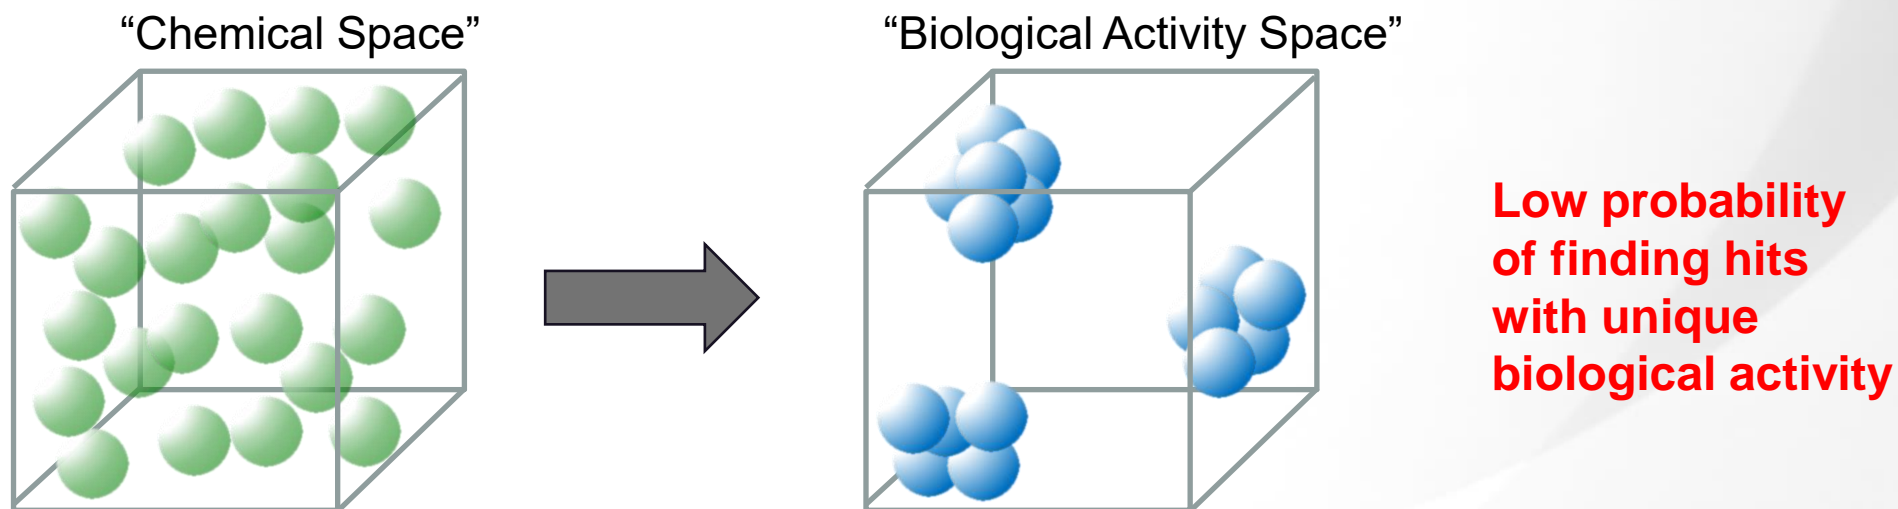 “Chemical Space”
“Biological Activity Space”
Low probability
of finding hits
with unique
biological activity